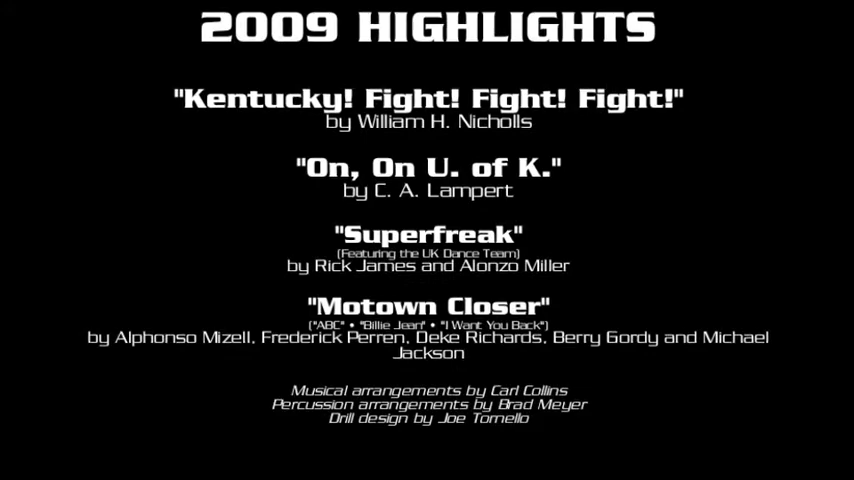 2009 HIGHLIGHTS
"Kentucky! Fight! Fight! Fight!"
by William H. Nicholls
"On, On U. of K."
by C. A. Lampert
"Superfreak"
(Featuring the UK Dance Team)
by Rick James and Alonzo Miller
"Motown Closer"
("ABC" • "Billie Jean" • "I Want You Back")
by Alphonso Mizell, Frederick Perren, Deke Richards, Berry Gordy and Michael
Jackson
Musical arrangements by Carl Collins
Percussion arrangements by Brad Meyer
Drill design by Joe Tornello